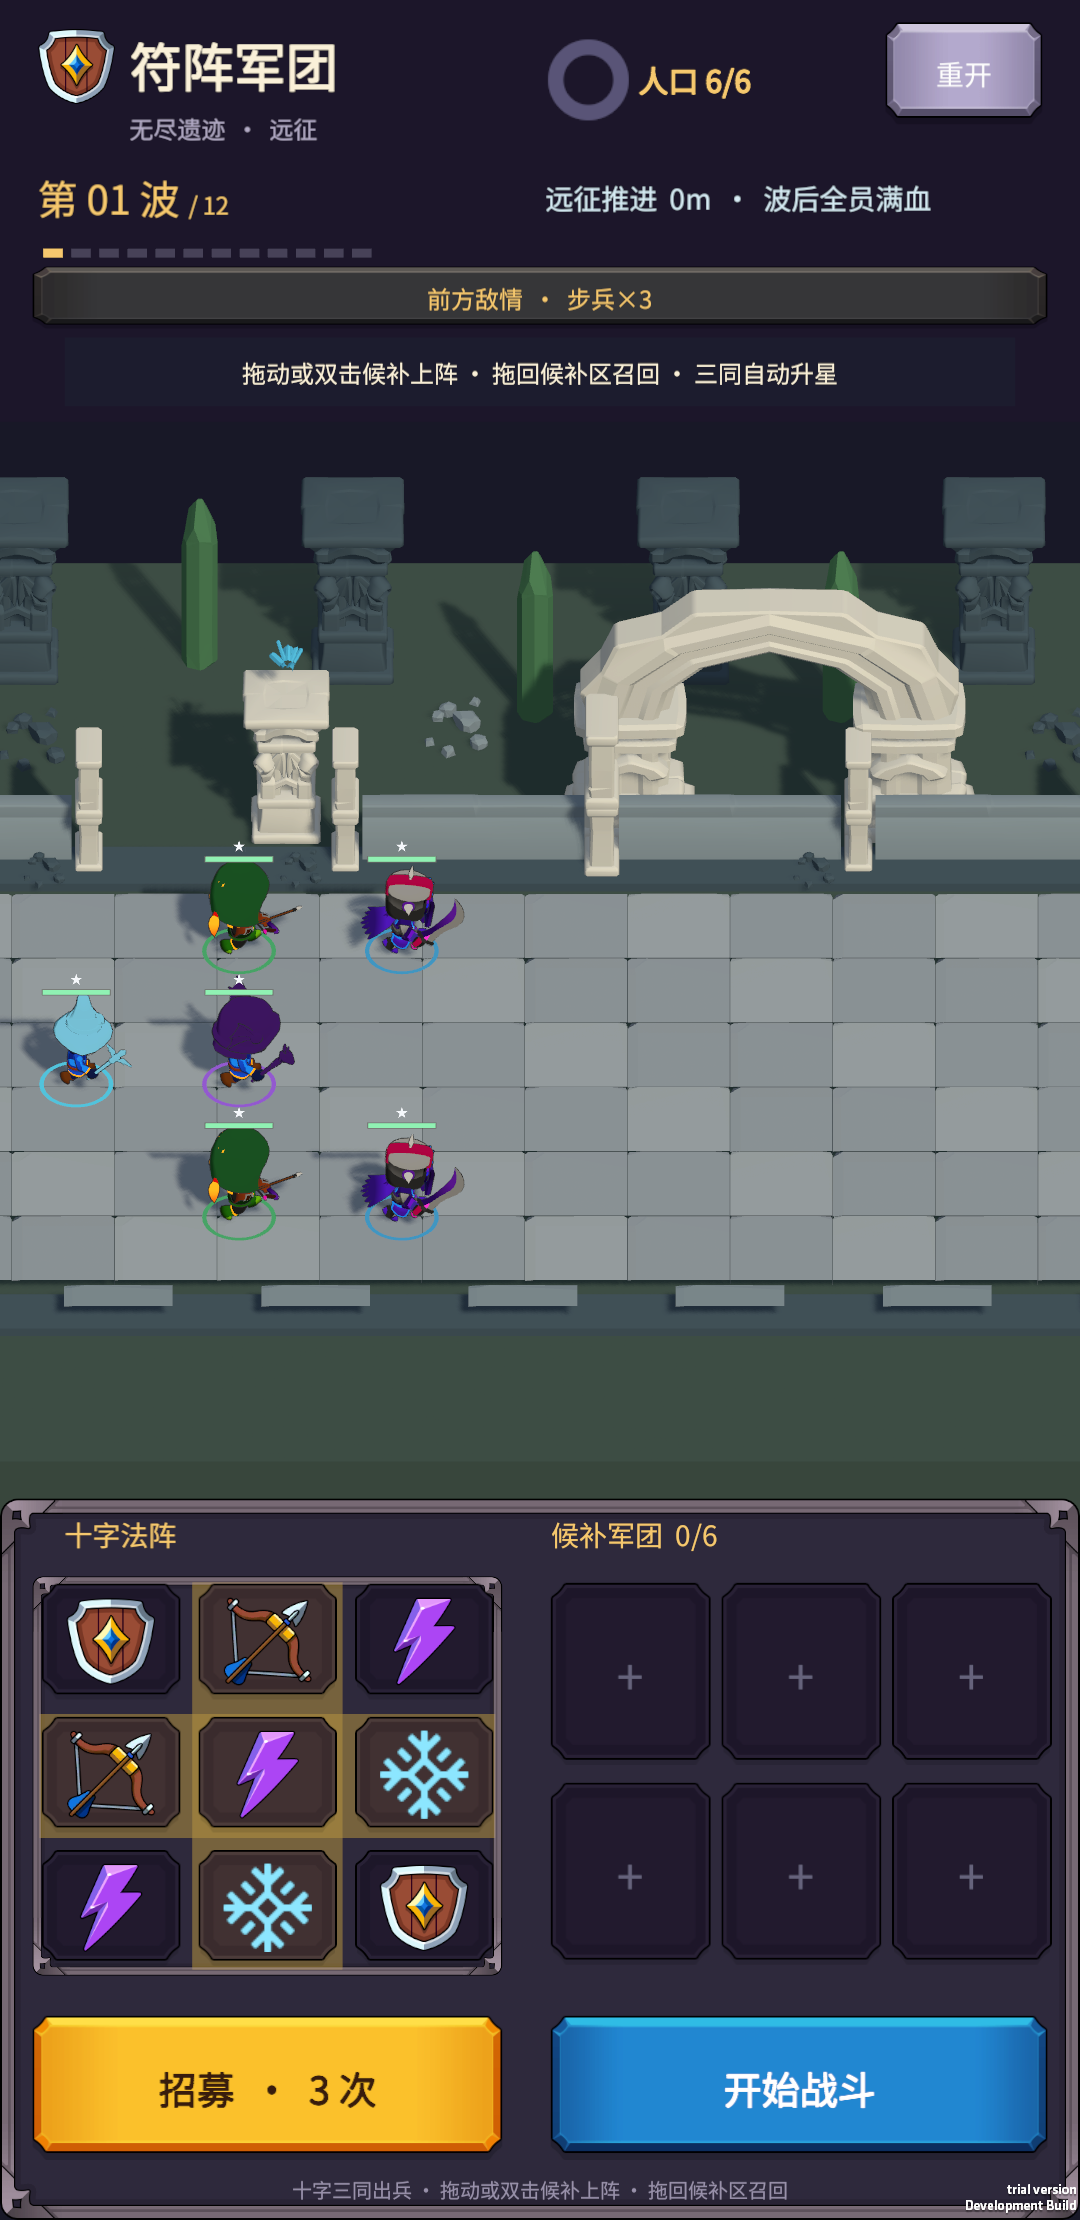 符阵军团
无尽遗迹 · 远征
人口 6/6
重开
第 01 波 / 12
远征推进 0m · 波后全员满血
前方敌情 · 步兵×3
拖动或双击候补上阵 · 拖回候补区召回 · 三同自动升星
十字法阵
候补军团 0/6
招募 · 3 次
开始战斗
十字三同出兵 · 拖动或双击候补上阵 · 拖回候补区召回
trial version
Development Build